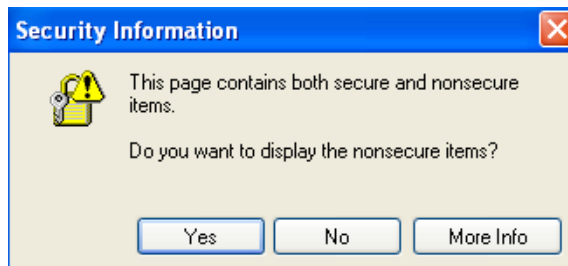 Security Information
This page contains both secure and nonsecure
items.
Do you want to display the nonsecure items?
Yes
No
More Info